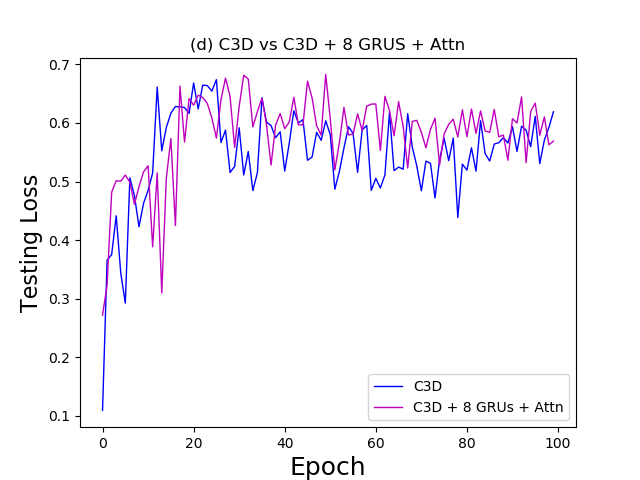 (d) C3D vs C3D + 8 GRUS + Attn
0.7
0.6
0.5
0.4
0.3
0.2
0.1
Testing Loss
C3D
C3D + 8 GRUs + Attn
0 20 40 60 80 100
Epoch